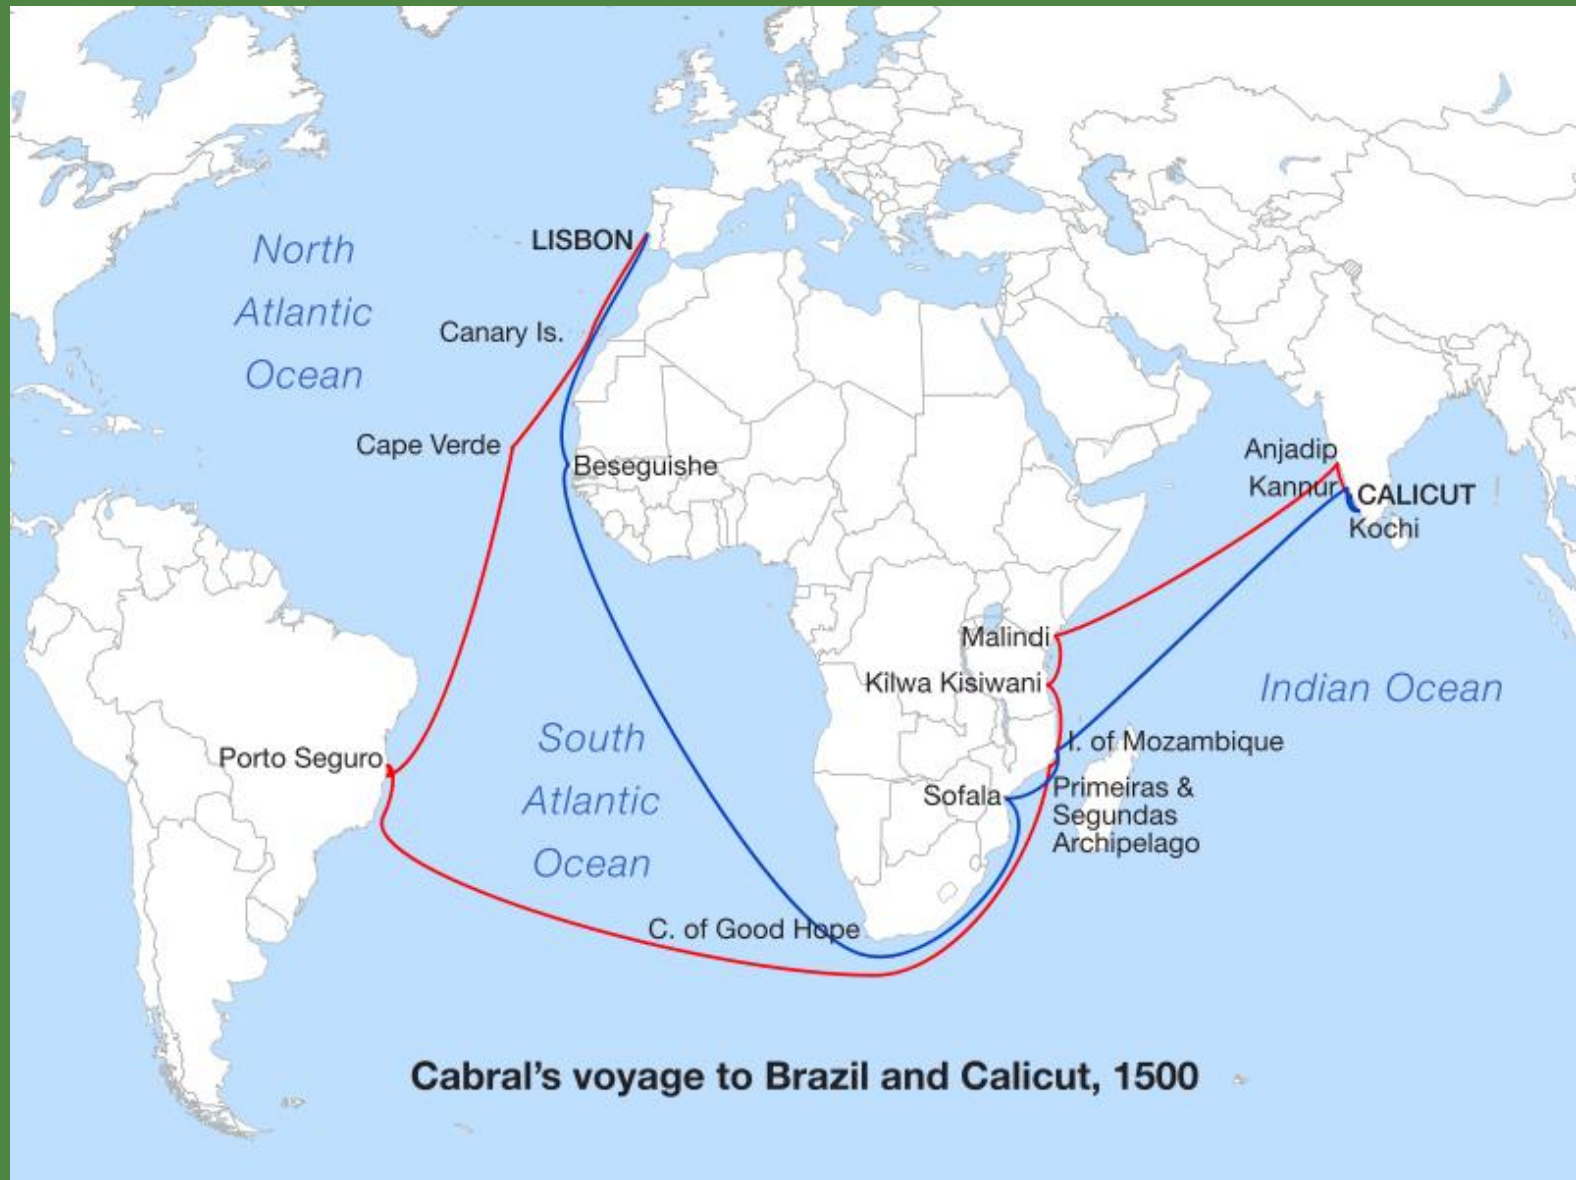 North
Atlantic
Ocean
LISBON
Canary Is.
Cape Verde
Beseguishe
Anjadip
Kannur
CALICUT
Kochi
Malindi
Kilwa Kisiwani
Indian Ocean
South
Atlantic
Ocean
Porto Seguro
I. of Mozambique
Sofala
Primeiras &
Segundas
Archipelago
C. of Good Hope
Cabral's voyage to Brazil and Calicut, 1500